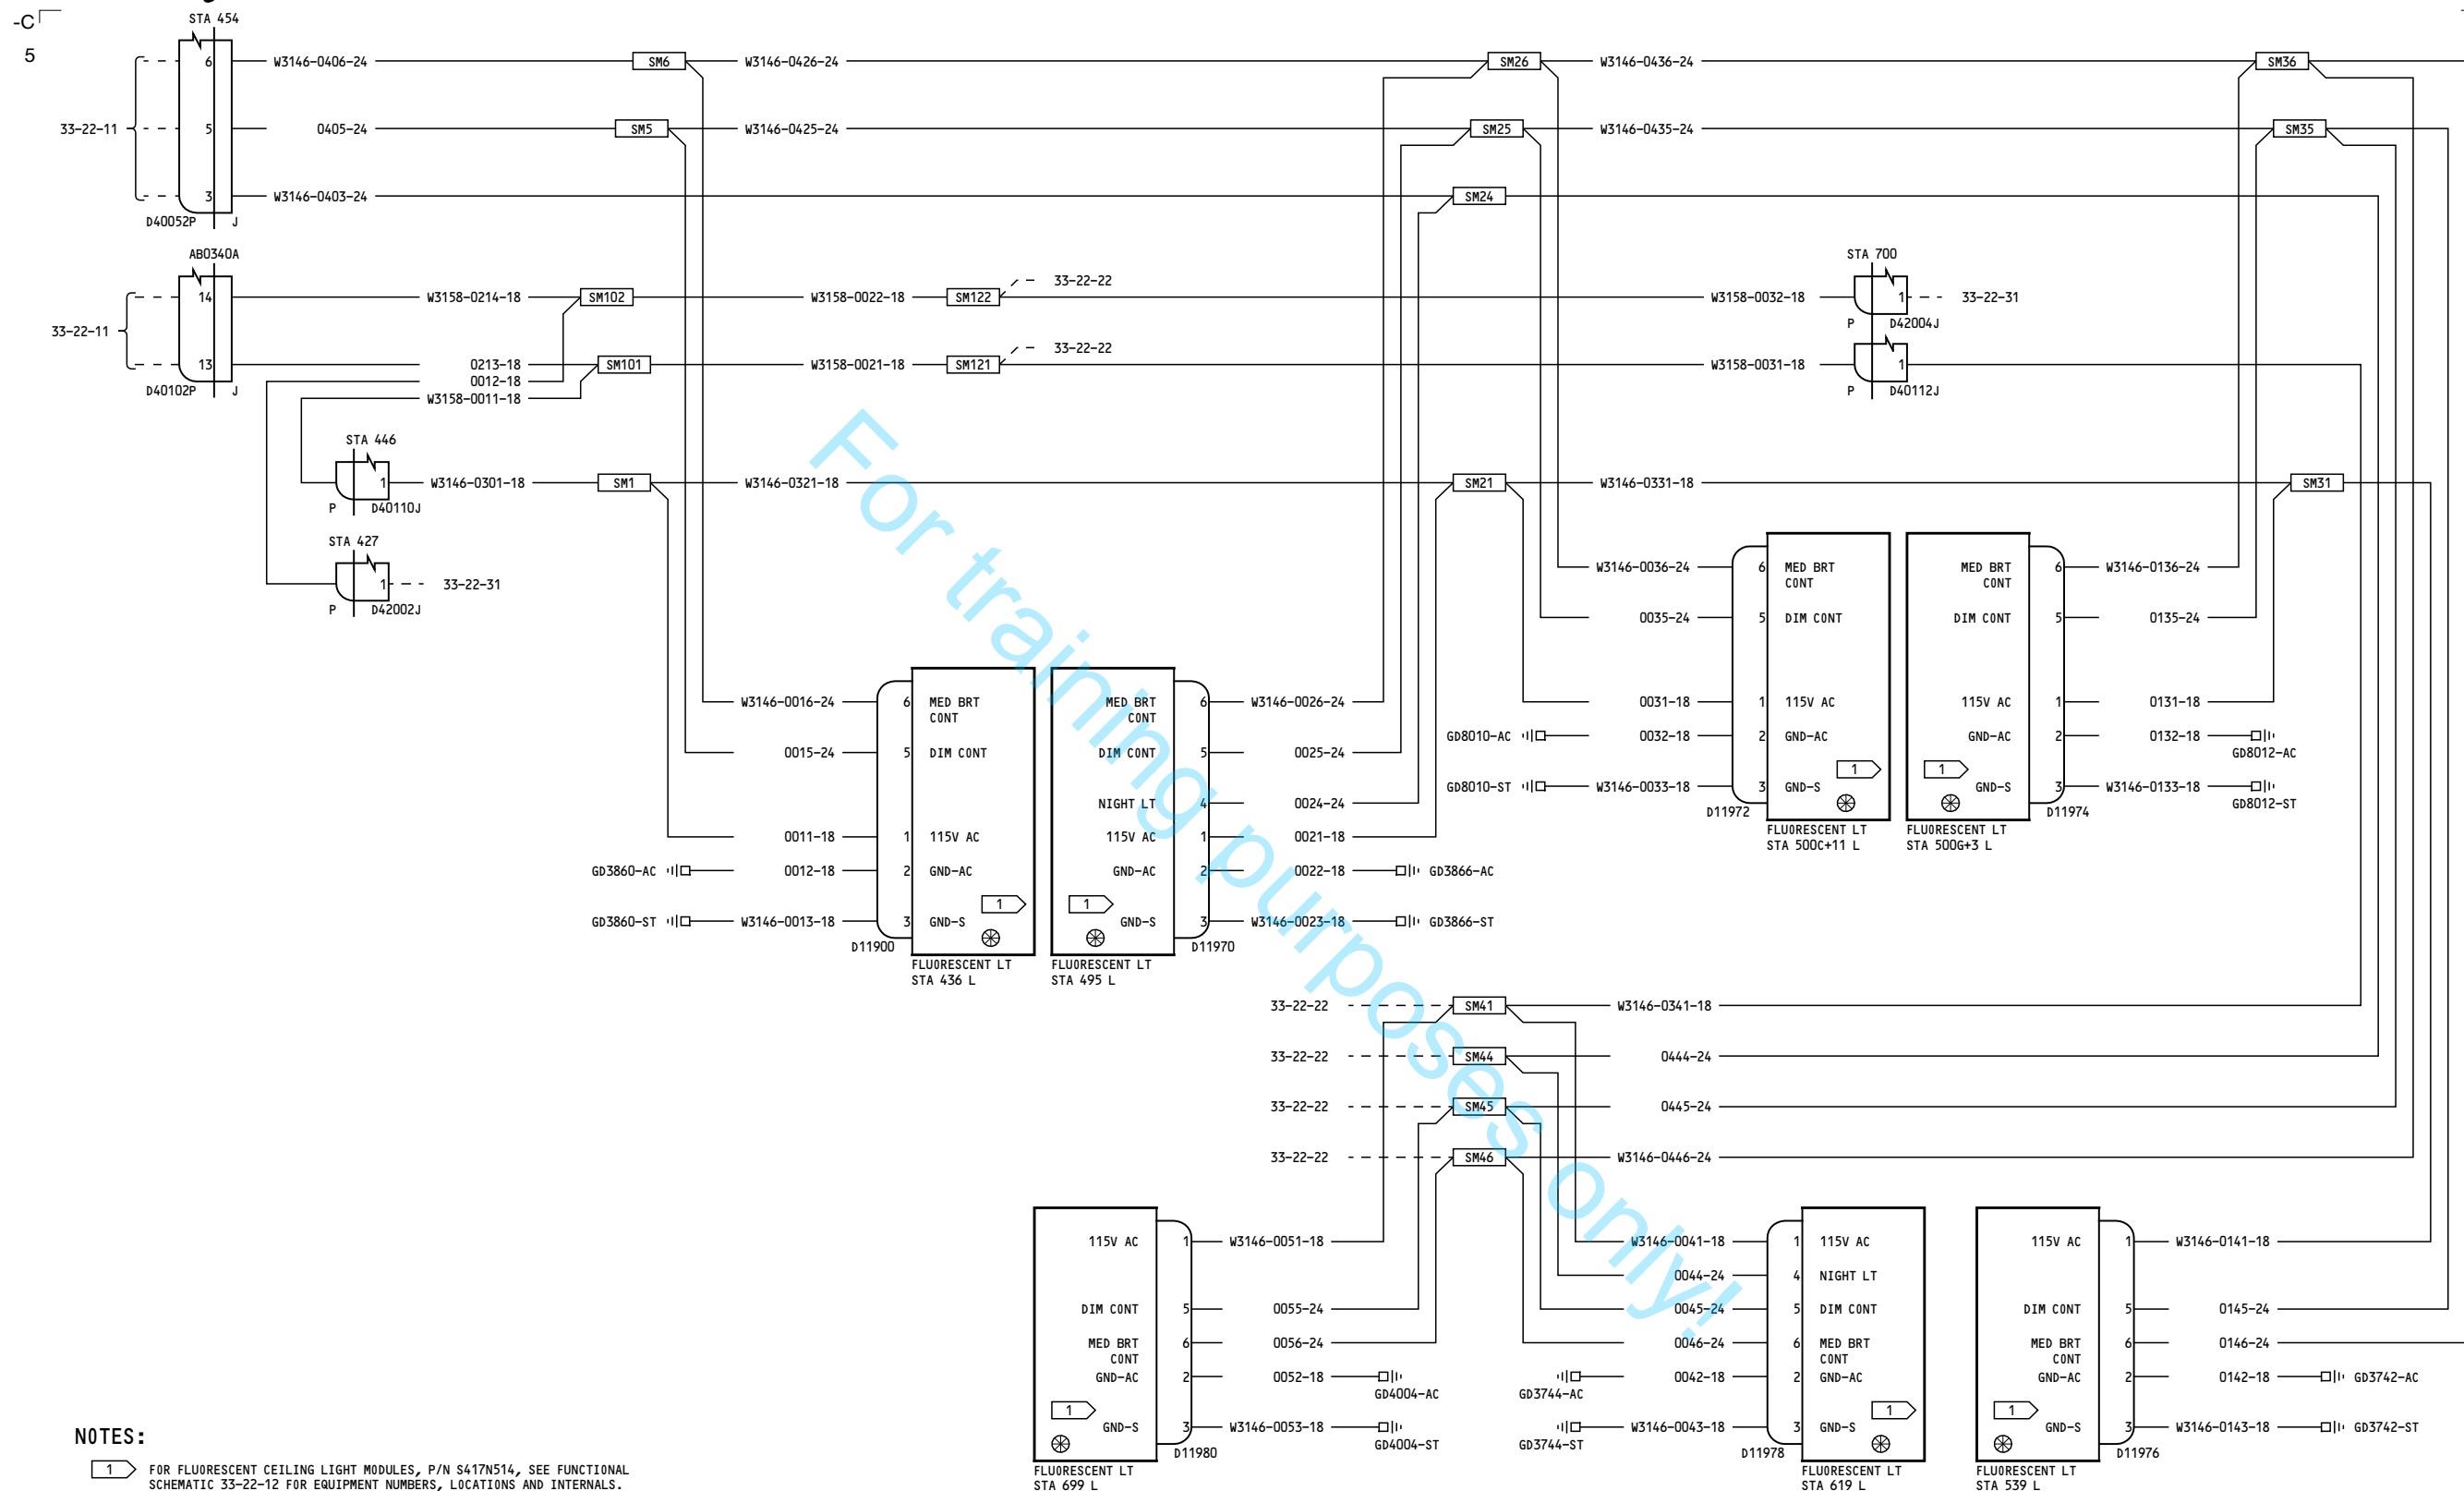 -C
5
STA 454
6 W3146-0406-24 SM6 W3146-0426-24 SM26 W3146-0436-24 SM36
33-22-11 5 0405-24 SM5 W3146-0425-24 SM25 W3146-0435-24 SM35
3 W3146-0403-24 SM24
D40052P J
AB0340A
33-22-22
STA 700
14 W3158-0214-18 SM102 W3158-0022-18 SM122 W3158-0032-18 1 33-22-31
P D42004J
33-22-11
33-22-22
13 0213-18 SM101 W3158-0021-18 SM121 W3158-0031-18 1
0012-18
D40102P J
P D40112J
W3158-0011-18
STA 446
1 W3146-0301-18 SM1 W3146-0321-18 SM21 W3146-0331-18 SM31
P D40110J
STA 427
1 33-22-31
P D42002J
W3146-0036-24 6 MED BRT
CONT
0035-24 5 DIM CONT
0031-18 1 115V AC
GD8010-AC 0032-18 2 GND-AC
1
GD8010-ST W3146-0033-18 3 GND-S
D11972
FLUORESCENT LT
STA 500C+11 L
MED BRT 6 W3146-0136-24
CONT
DIM CONT 5 0135-24
115V AC 1 0131-18
GND-AC 2 0132-18
GD8012-AC
1
GND-S 3 W3146-0133-18
GD8012-ST
D11974
FLUORESCENT LT
STA 500G+3 L
W3146-0016-24 6 MED BRT
CONT
0015-24 5 DIM CONT
0011-18 1 115V AC
GD3860-AC 0012-18 2 GND-AC
1
GD3860-ST W3146-0013-18 3 GND-S
D11900
FLUORESCENT LT
STA 436 L
MED BRT 6 W3146-0026-24
CONT
DIM CONT 5 0025-24
NIGHT LT 4 0024-24
115V AC 1 0021-18
GND-AC 2 0022-18 GD3866-AC
1
GND-S 3 W3146-0023-18 GD3866-ST
D11970
FLUORESCENT LT
STA 495 L
33-22-22 SM41 W3146-0341-18
33-22-22 SM44 0444-24
33-22-22 SM45 0445-24
33-22-22 SM46 W3146-0446-24
115V AC 1 W3146-0051-18
DIM CONT 5 0055-24
MED BRT 6 0056-24
CONT
GND-AC 2 0052-18
GD4004-AC
1
GND-S 3 W3146-0053-18
GD4004-ST
D11980
FLUORESCENT LT
STA 699 L
W3146-0041-18 1 115V AC
0044-24 4 NIGHT LT
0045-24 5 DIM CONT
0046-24 6 MED BRT
CONT
0042-18 2 GND-AC
GD3744-AC
1
W3146-0043-18 3 GND-S
GD3744-ST
D11978
FLUORESCENT LT
STA 619 L
115V AC 1 W3146-0141-18
DIM CONT 5 0145-24
MED BRT 6 0146-24
CONT
GND-AC 2 0142-18 GD3742-AC
1
GND-S 3 W3146-0143-18 GD3742-ST
D11976
FLUORESCENT LT
STA 539 L
For training purposes only!
NOTES:
1 FOR FLUORESCENT CEILING LIGHT MODULES, P/N S417N514, SEE FUNCTIONAL
SCHEMATIC 33-22-12 FOR EQUIPMENT NUMBERS, LOCATIONS AND INTERNALS.